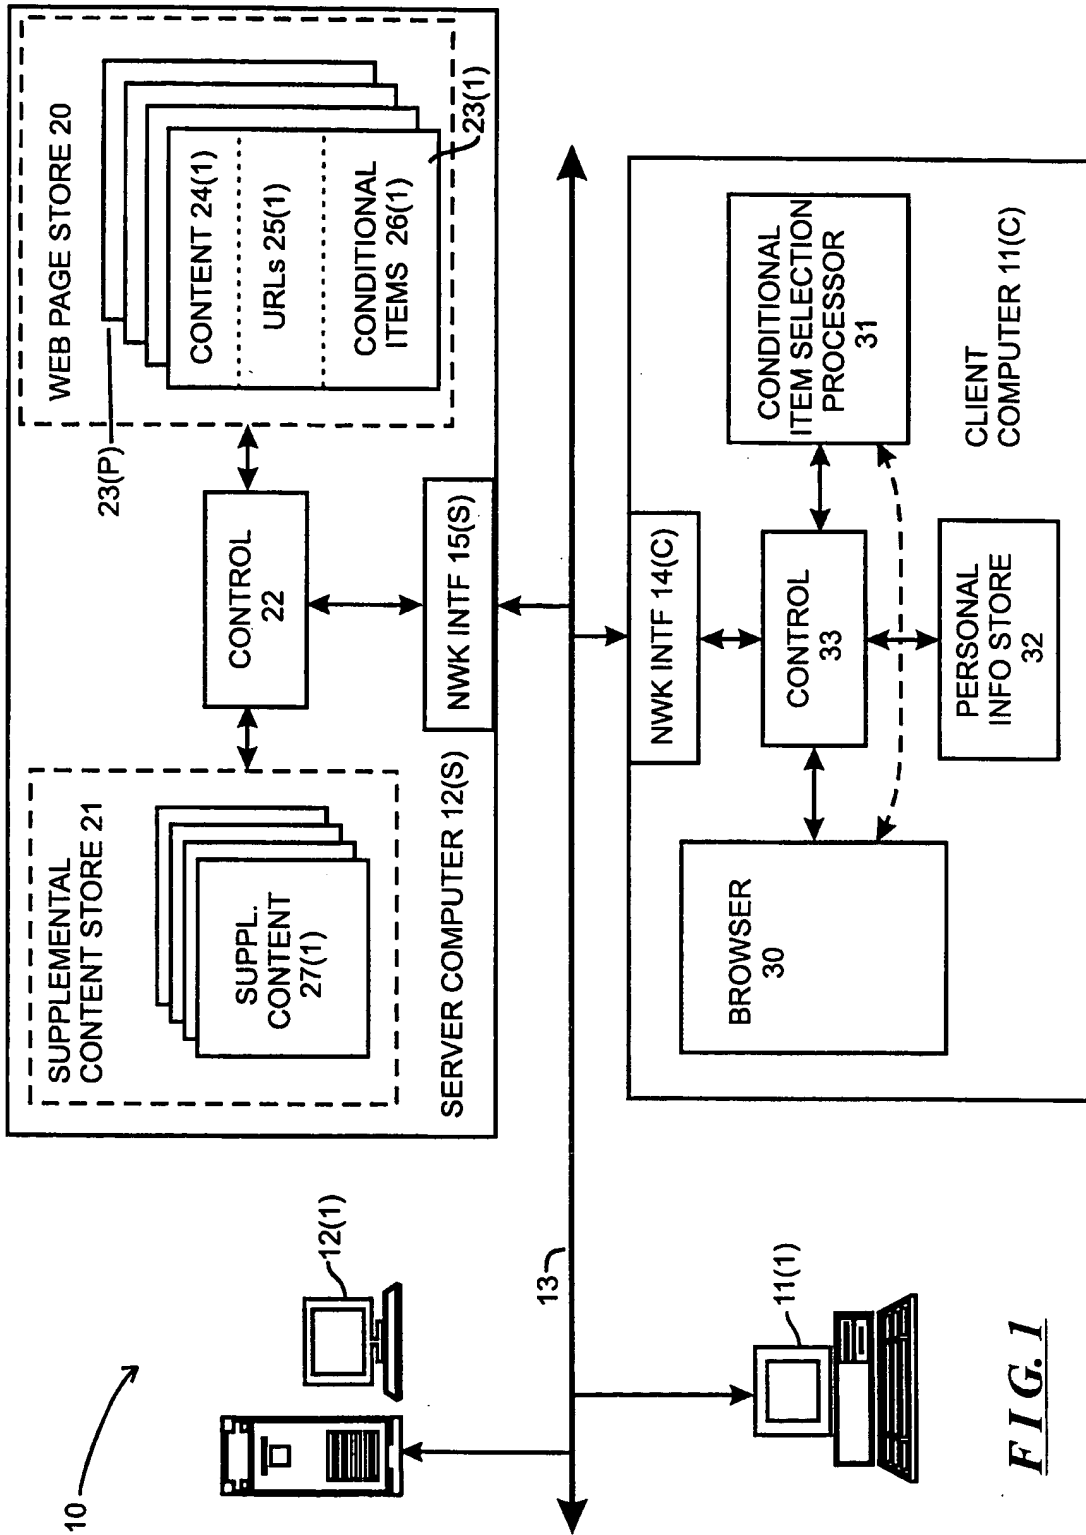 10
12(1)
SUPPLEMENTAL
CONTENT STORE 21
SUPPL.
CONTENT
27(1)
SERVER COMPUTER 12(S)
CONTROL
22
NWK INTF 15(S)
WEB PAGE STORE 20
23(P)
CONTENT 24(1)
URLs 25(1)
CONDITIONAL
ITEMS 26(1)
23(1)
13
11(1)
NWK INTF 14(C)
BROWSER
30
CONTROL
33
CONDITIONAL
ITEM SELECTION
PROCESSOR
31
PERSONAL
INFO STORE
32
CLIENT
COMPUTER 11(C)
FIG. 1